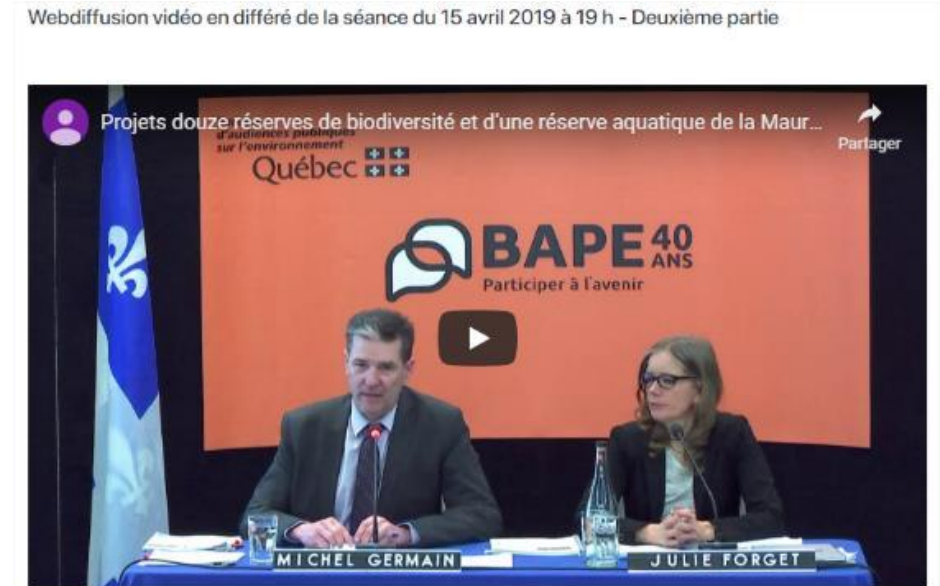 Webdiffusion vidéo en différé de la séance du 15 avril 2019 à 19 h - Deuxième partie
Projets douze réserves de biodiversité et d'une réserve aquatique de la Maur...
Partager
d'audiences publiques
sur l'environnement
Québec
BAPE 40 ANS
Participer à l'avenir
MICHEL GERMAIN
JULIE FORGET